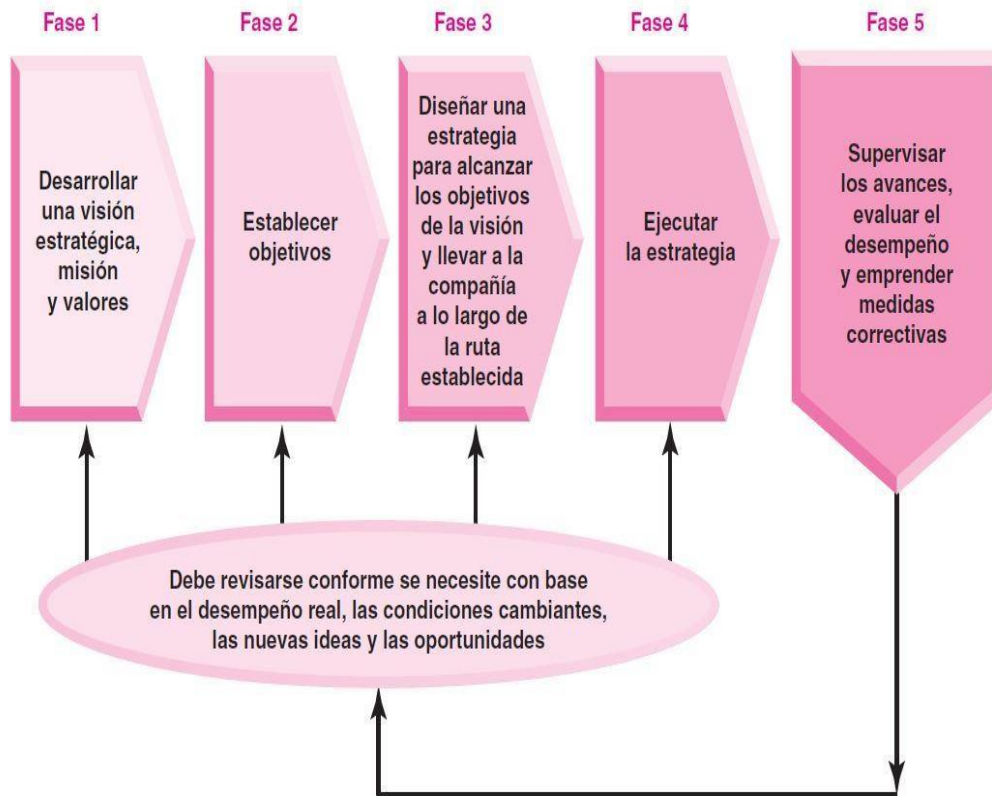 Fase 1
Fase 2
Fase 3
Fase 4
Fase 5
Desarrollar
una visión
estratégica,
misión
y valores
Establecer
objetivos
Diseñar una
estrategia
para alcanzar
los objetivos
de la visión
y llevar a la
compañía
a lo largo de
la ruta
establecida
Ejecutar
la estrategia
Supervisar
los avances,
evaluar el
desempeño
y emprender
medidas
correctivas
Debe revisarse conforme se necesite con base
en el desempeño real, las condiciones cambiantes,
las nuevas ideas y las oportunidades